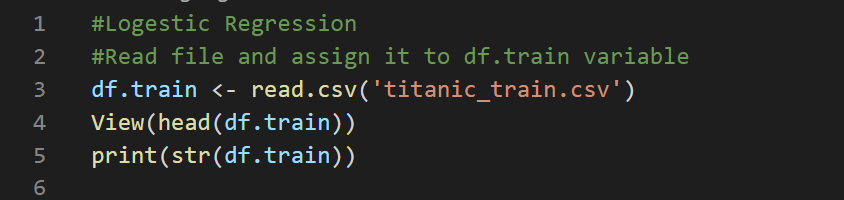 1 #Logestic Regression
2 #Read file and assign it to df.train variable
3 df.train <- read.csv('titanic_train.csv')
4 View(head(df.train))
5 print(str(df.train))
6